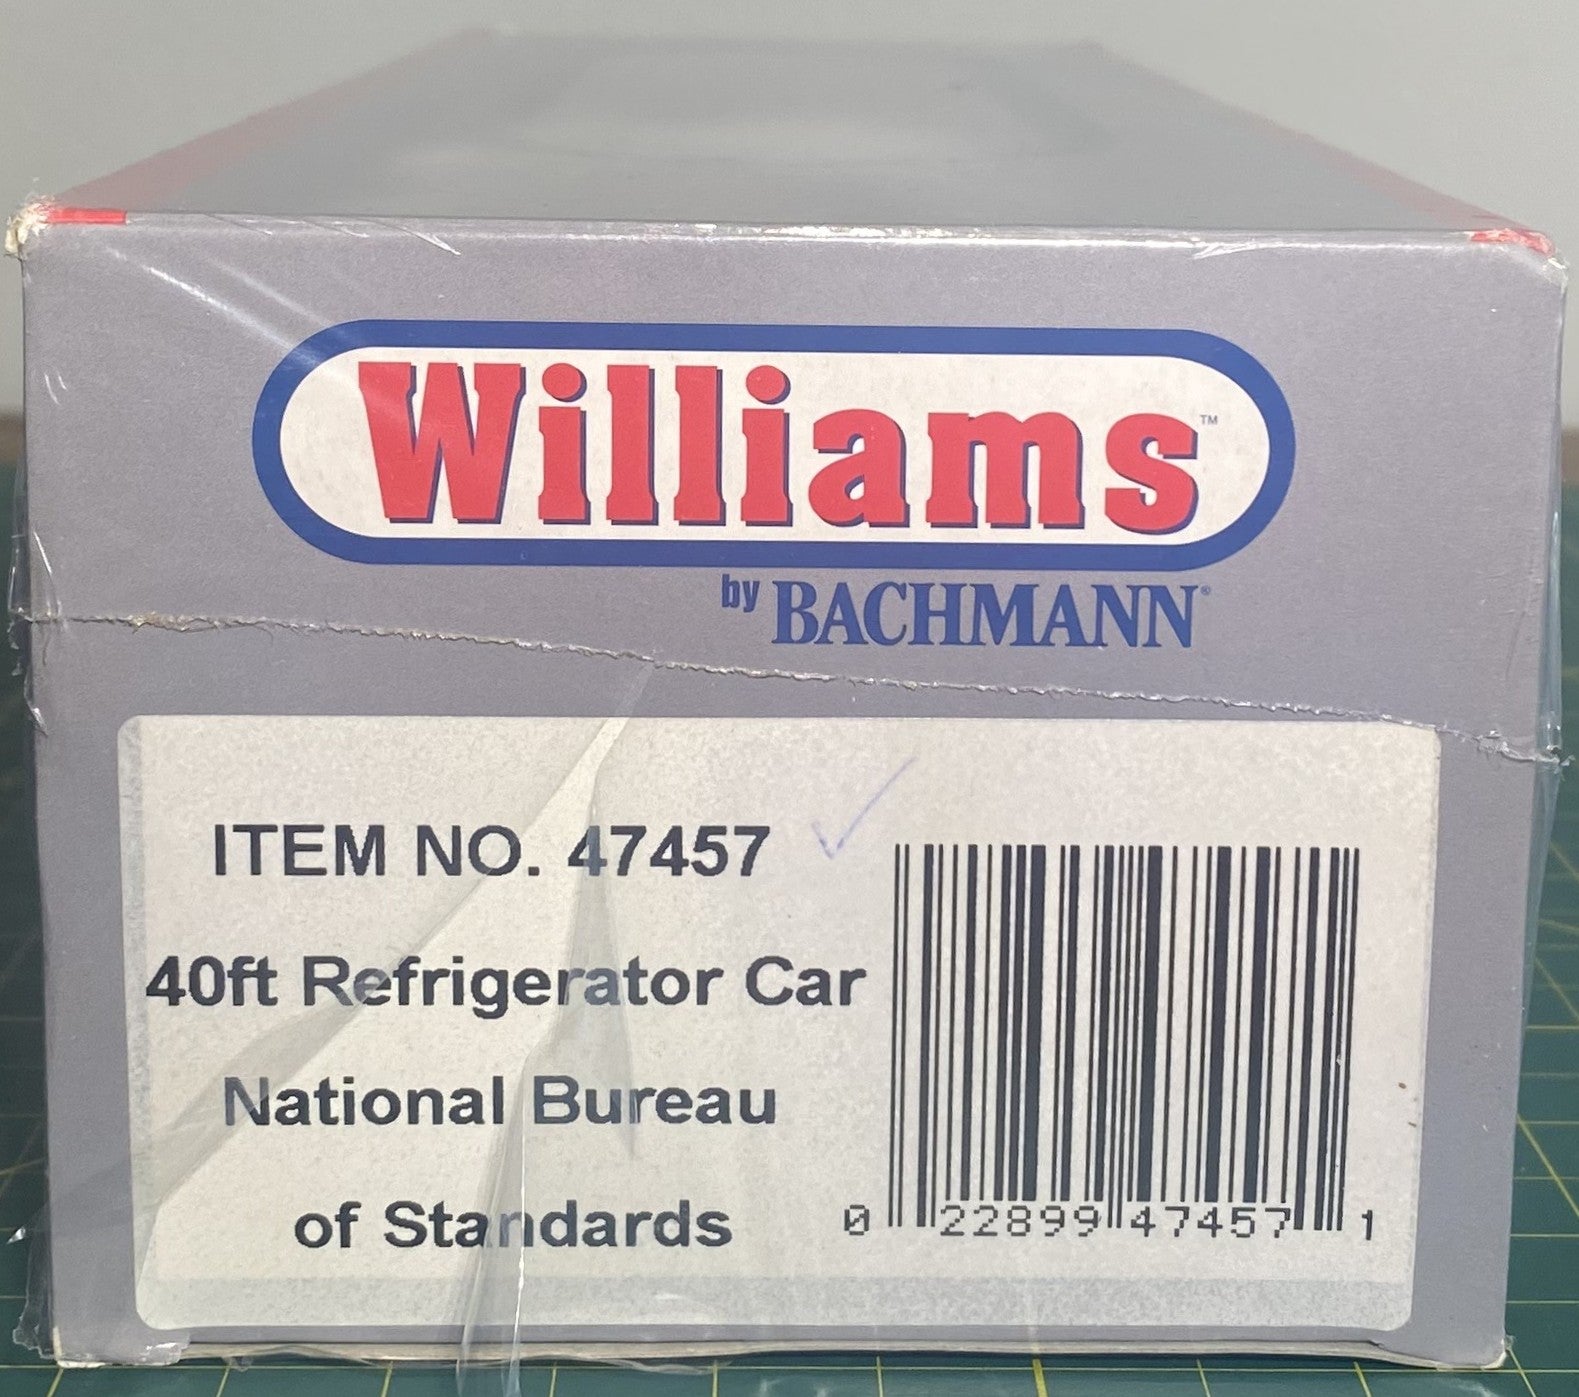 Williams™
by BACHMANN®
ITEM NO. 47457
40ft Refrigerator Car
National Bureau
of Standards
0 22899 47457 1